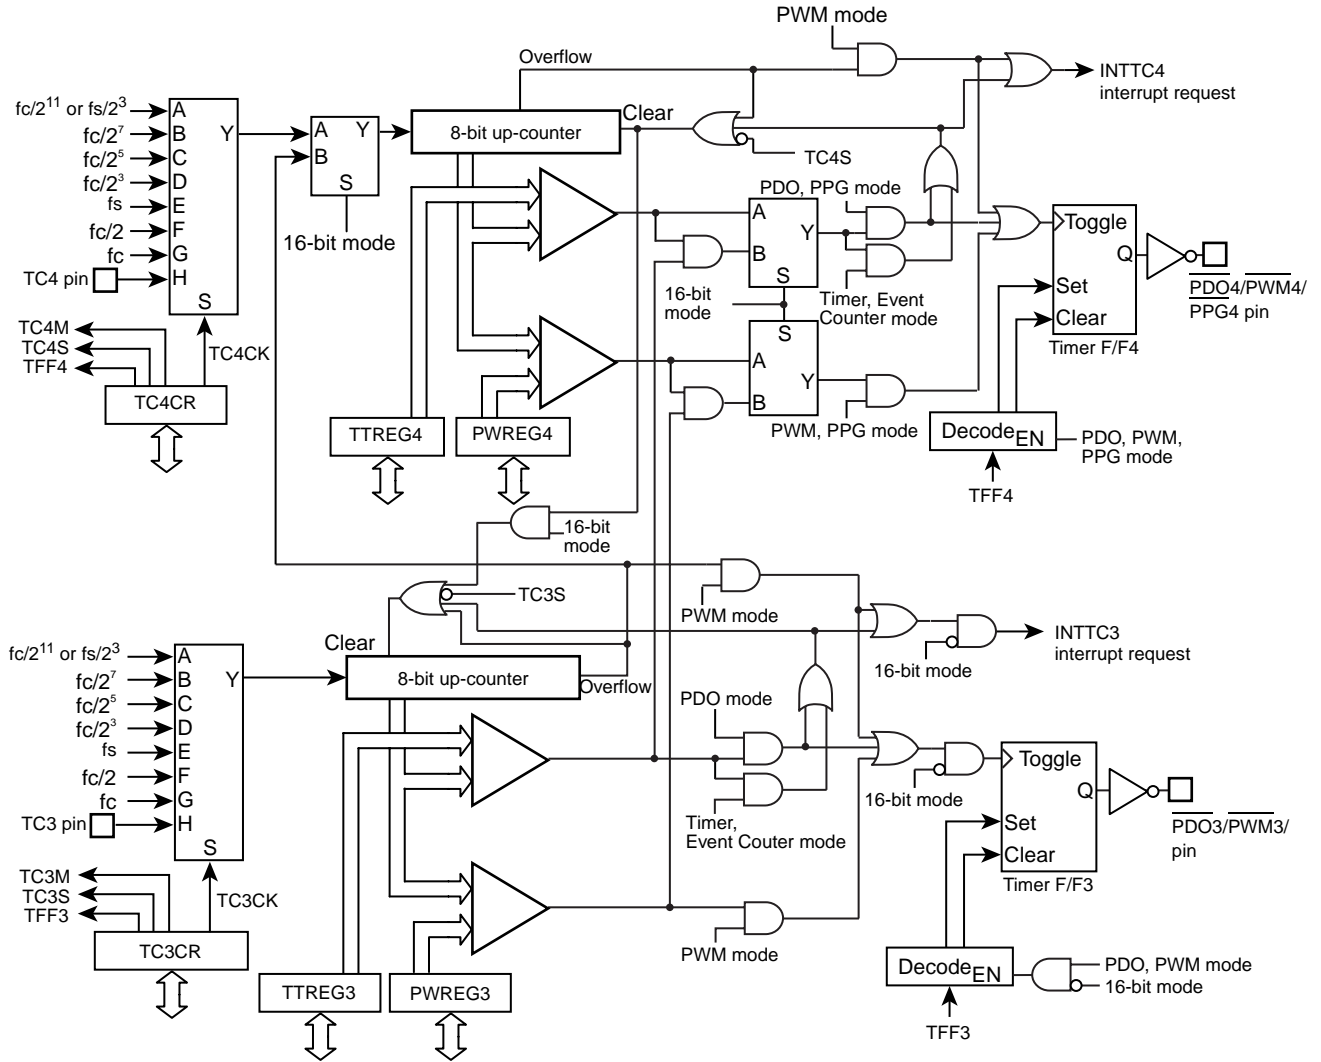 PWM mode
Overflow
INTTC4
interrupt request
fc/2¹¹ or fs/2³
fc/2⁷
fc/2⁵
fc/2³
fs
fc/2
fc
TC4 pin
A
B
C
D
E
F
G
H
Y
S
A
B
Y
S
16-bit mode
8-bit up-counter
Clear
TC4S
TC4M
TC4S
TFF4
TC4CK
TC4CR
TTREG4
PWREG4
PDO, PPG mode
A
B
Y
S
16-bit
mode
Timer, Event
Counter mode
S
A
Y
B
PWM, PPG mode
Toggle
Q
Set
Clear
Timer F/F4
PDO4/PWM4/
PPG4 pin
Decode EN
PDO, PWM,
PPG mode
TFF4
16-bit
mode
TC3S
PWM mode
INTTC3
interrupt request
16-bit mode
Clear
8-bit up-counter
Overflow
fc/2¹¹ or fs/2³
fc/2⁷
fc/2⁵
fc/2³
fs
fc/2
fc
TC3 pin
A
B
C
D
E
F
G
H
Y
S
TC3M
TC3S
TFF3
TC3CK
TC3CR
TTREG3
PWREG3
PDO mode
Timer,
Event Couter mode
PWM mode
16-bit mode
Toggle
Q
Set
Clear
Timer F/F3
PDO3/PWM3/
pin
Decode EN
PDO, PWM mode
16-bit mode
TFF3